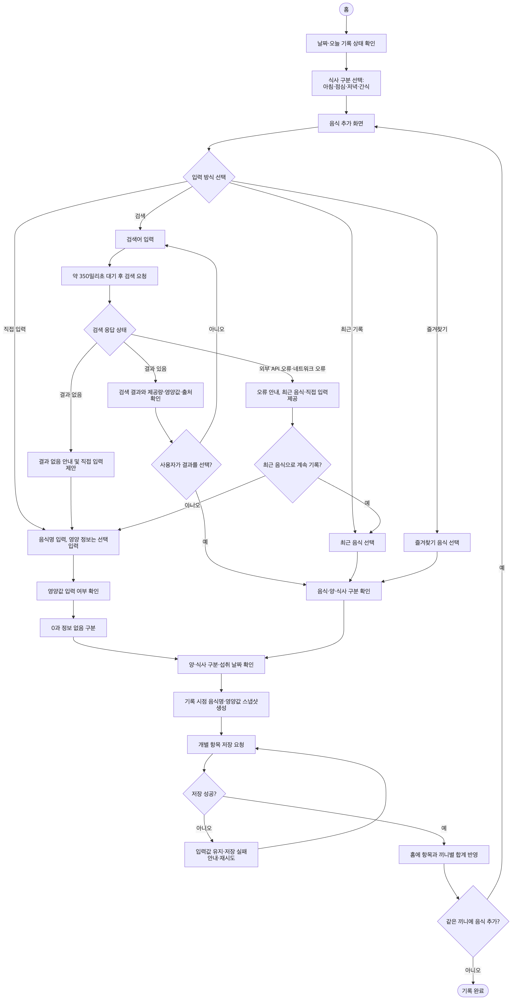 홈
날짜·오늘 기록 상태 확인
식사 구분 선택:
아침·점심·저녁·간식
음식 추가 화면
입력 방식 선택
검색
검색어 입력
약 350밀리초 대기 후 검색 요청
직접 입력
검색 응답 상태
아니오
최근 기록
즐겨찾기
결과 있음
외부 API 오류·네트워크 오류
결과 없음
검색 결과와 제공량·영양값·출처
확인
오류 안내, 최근 음식·직접 입력
제공
결과 없음 안내 및 직접 입력
제안
사용자가 결과를 선택?
최근 음식으로 계속 기록?
아니오
예
음식명 입력, 영양 정보는 선택
입력
예
최근 음식 선택
즐겨찾기 음식 선택
예
영양값 입력 여부 확인
음식·양·식사 구분 확인
0과 정보 없음 구분
양·식사 구분·섭취 날짜 확인
기록 시점 음식명·영양값 스냅샷
생성
개별 항목 저장 요청
저장 성공?
아니오
예
입력값 유지·저장 실패
안내·재시도
홈에 항목과 끼니별 합계 반영
같은 끼니에 음식 추가?
아니오
기록 완료